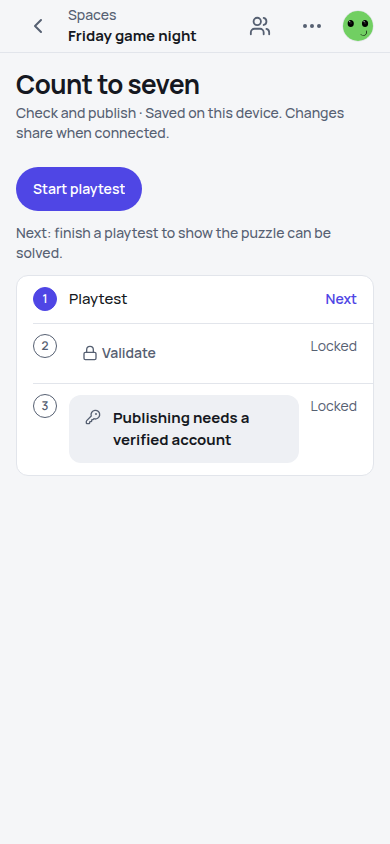 Spaces
Friday game night
Count to seven
Check and publish · Saved on this device. Changes
share when connected.
Start playtest
Next: finish a playtest to show the puzzle can be
solved.
1 Playtest Next
2 Validate Locked
3 Publishing needs a Locked
verified account